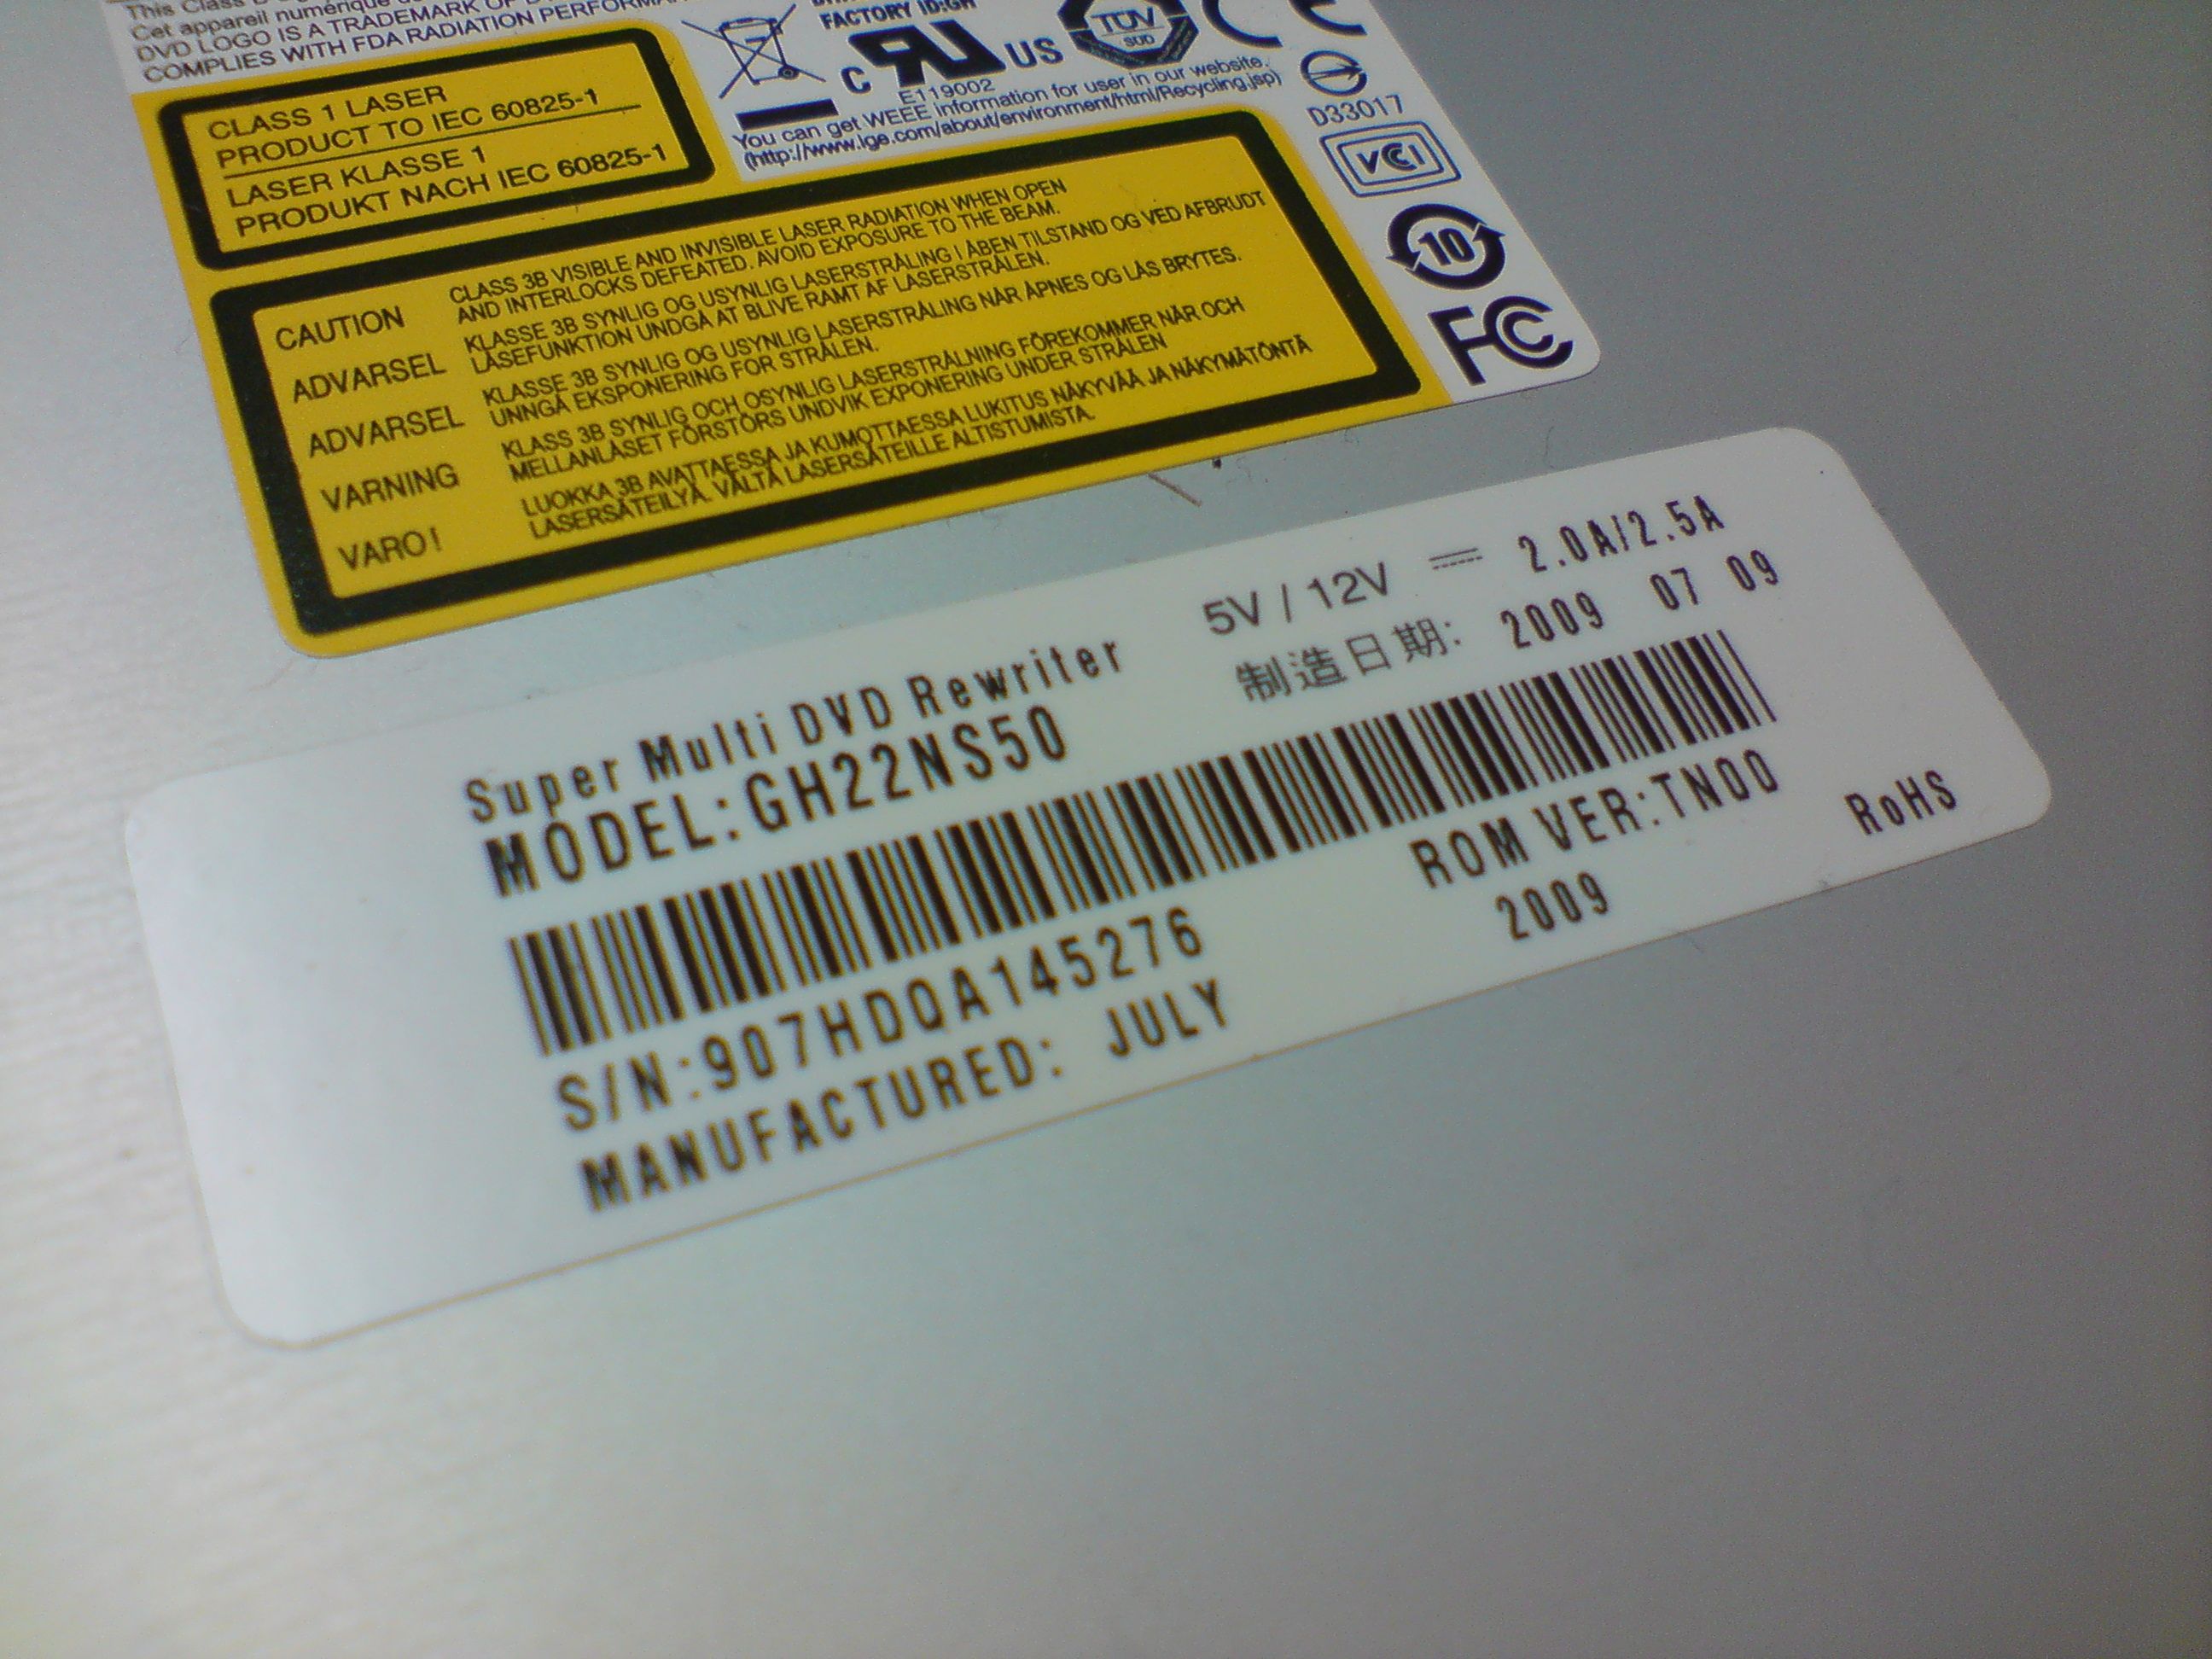 This Class
Cet appareil numérique
DVD LOGO IS A TRADEMARK OF
COMPLIES WITH FDA RADIATION
CLASS 1 LASER
PRODUCT TO IEC 60825-1
LASER KLASSE 1
PRODUKT NACH IEC 60825-1
FACTORY ID:GH
C US
E119002
TÜV
SÜD
CE
You can get WEEE information for user in our website.
(http://www.lge.com/about/environment/html/Recycling.jsp)
D33017
VCCI
10
FC
CAUTION CLASS 3B VISIBLE AND INVISIBLE LASER RADIATION WHEN OPEN
AND INTERLOCKS DEFEATED. AVOID EXPOSURE TO THE BEAM.
ADVARSEL KLASSE 3B SYNLIG OG USYNLIG LASERSTRÅLING I ÅBEN TILSTAND OG VED AFBRUDT
LÅSEFUNKTION UNDGÅ AT BLIVE RAMT AF LASERSTRÅLEN.
ADVARSEL KLASSE 3B SYNLIG OG USYNLIG LASERSTRÅLING NÅR ÅPNES OG LÅS BRYTES.
UNNGÅ EKSPONERING FOR STRÅLEN.
VARNING KLASS 3B SYNLIG OCH OSYNLIG LASERSTRÅLNING FÖREKOMMER NÄR OCH
MELLANLÅSET FÖRSTÖRS UNDVIK EXPONERING UNDER STRÅLEN
VARO! LUOKKA 3B AVATTAESSA JA KUMOTTAESSA LUKITUS NÄKYVÄÄ JA NÄKYMÄTÖNTÄ
LASERSÄTEILYÄ. VÄLTÄ LASERSÄTEILLE ALTISTUMISTA.
5V / 12V 2.0A/2.5A
制造日期: 2009 07 09
Super Multi DVD Rewriter
MODEL:GH22NS50
S/N:907HDQA145276
ROM VER:TN00
MANUFACTURED: JULY 2009
RoHS